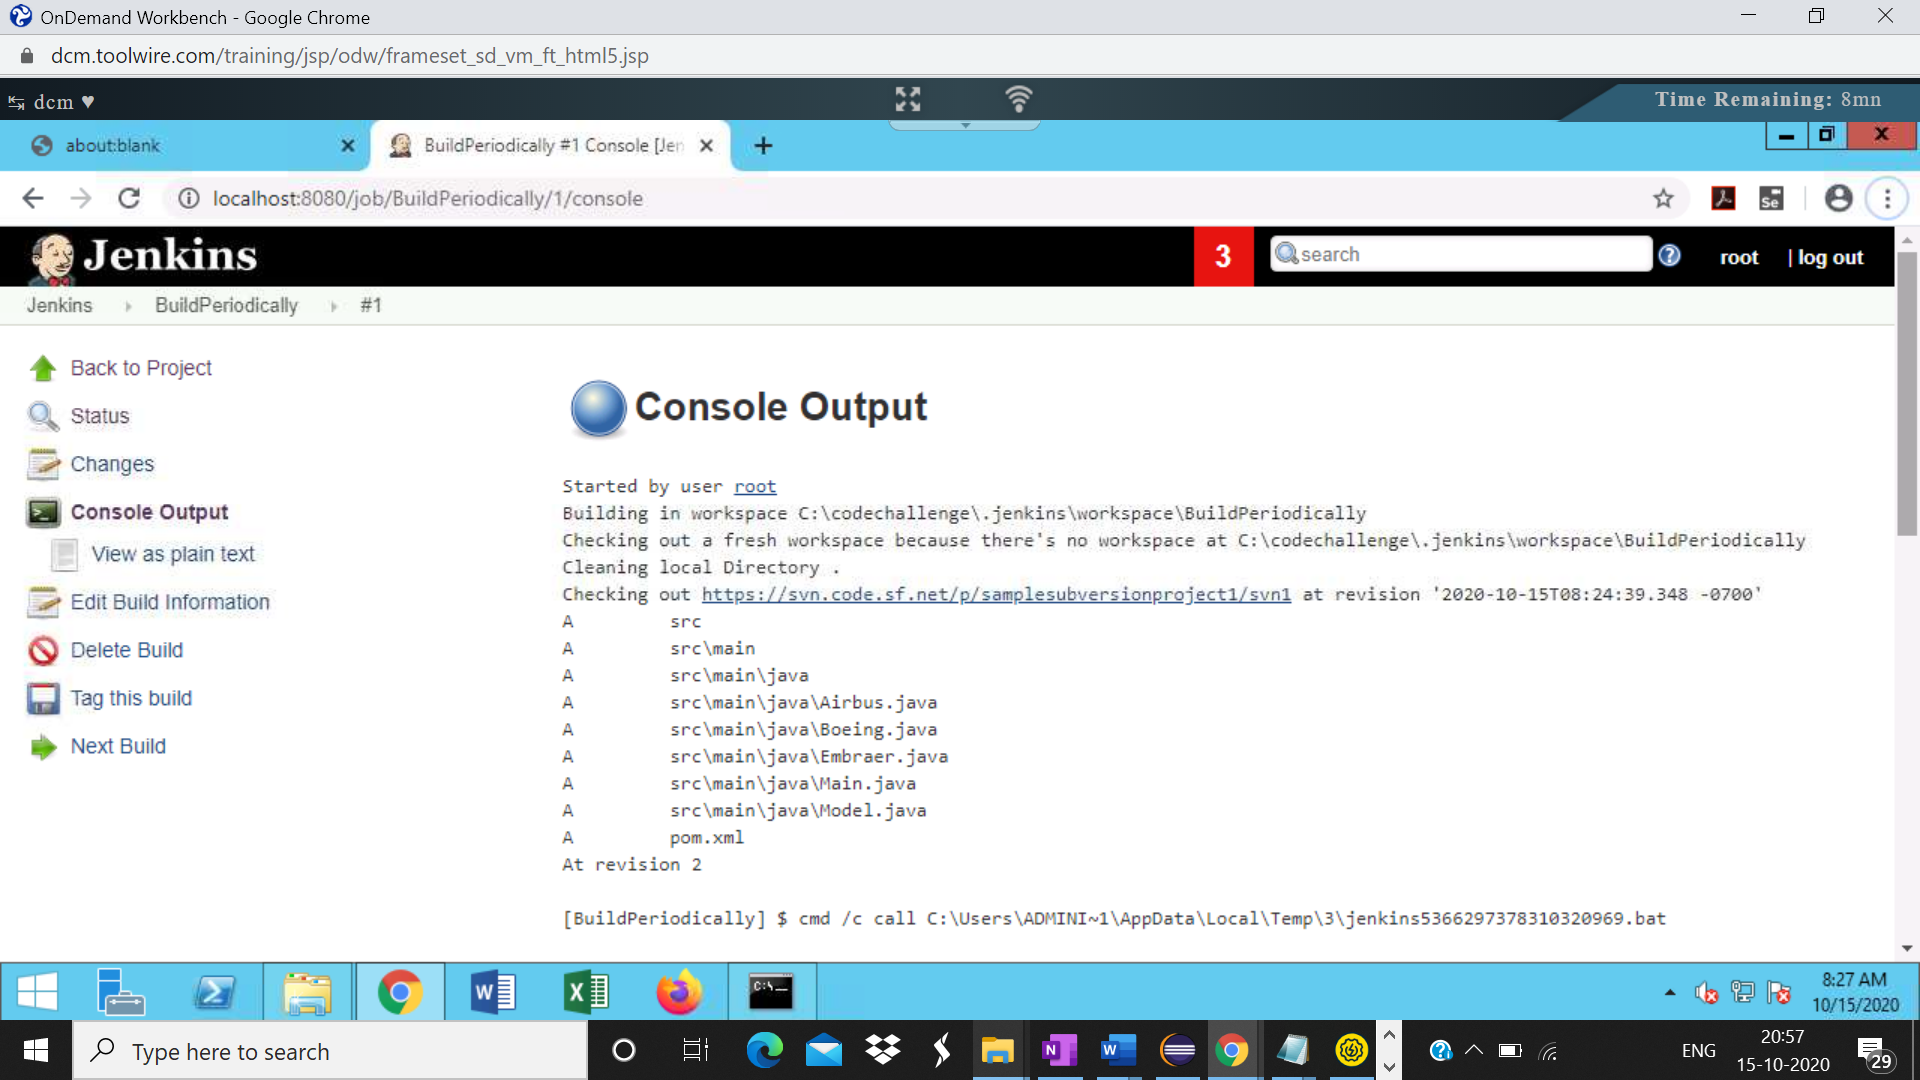 OnDemand Workbench - Google Chrome
dcm.toolwire.com/training/jsp/odw/frameset_sd_vm_ft_html5.jsp
dcm ♥
Time Remaining: 8mn
about:blank
BuildPeriodically #1 Console [Jen
localhost:8080/job/BuildPeriodically/1/console
Se
Jenkins
3
search
root
| log out
Jenkins
BuildPeriodically
#1
Back to Project
Status
Changes
Console Output
View as plain text
Edit Build Information
Delete Build
Tag this build
Next Build
Console Output
Started by user root
Building in workspace C:\codechallenge\.jenkins\workspace\BuildPeriodically
Checking out a fresh workspace because there's no workspace at C:\codechallenge\.jenkins\workspace\BuildPeriodically
Cleaning local Directory .
Checking out https://svn.code.sf.net/p/samplesubversionproject1/svn1 at revision '2020-10-15T08:24:39.348 -0700'
A src
A src\main
A src\main\java
A src\main\java\Airbus.java
A src\main\java\Boeing.java
A src\main\java\Embraer.java
A src\main\java\Main.java
A src\main\java\Model.java
A pom.xml
At revision 2
[BuildPeriodically] $ cmd /c call C:\Users\ADMINI~1\AppData\Local\Temp\3\jenkins5366297378310320969.bat
8:27 AM
10/15/2020
Type here to search
ENG
20:57
15-10-2020
29